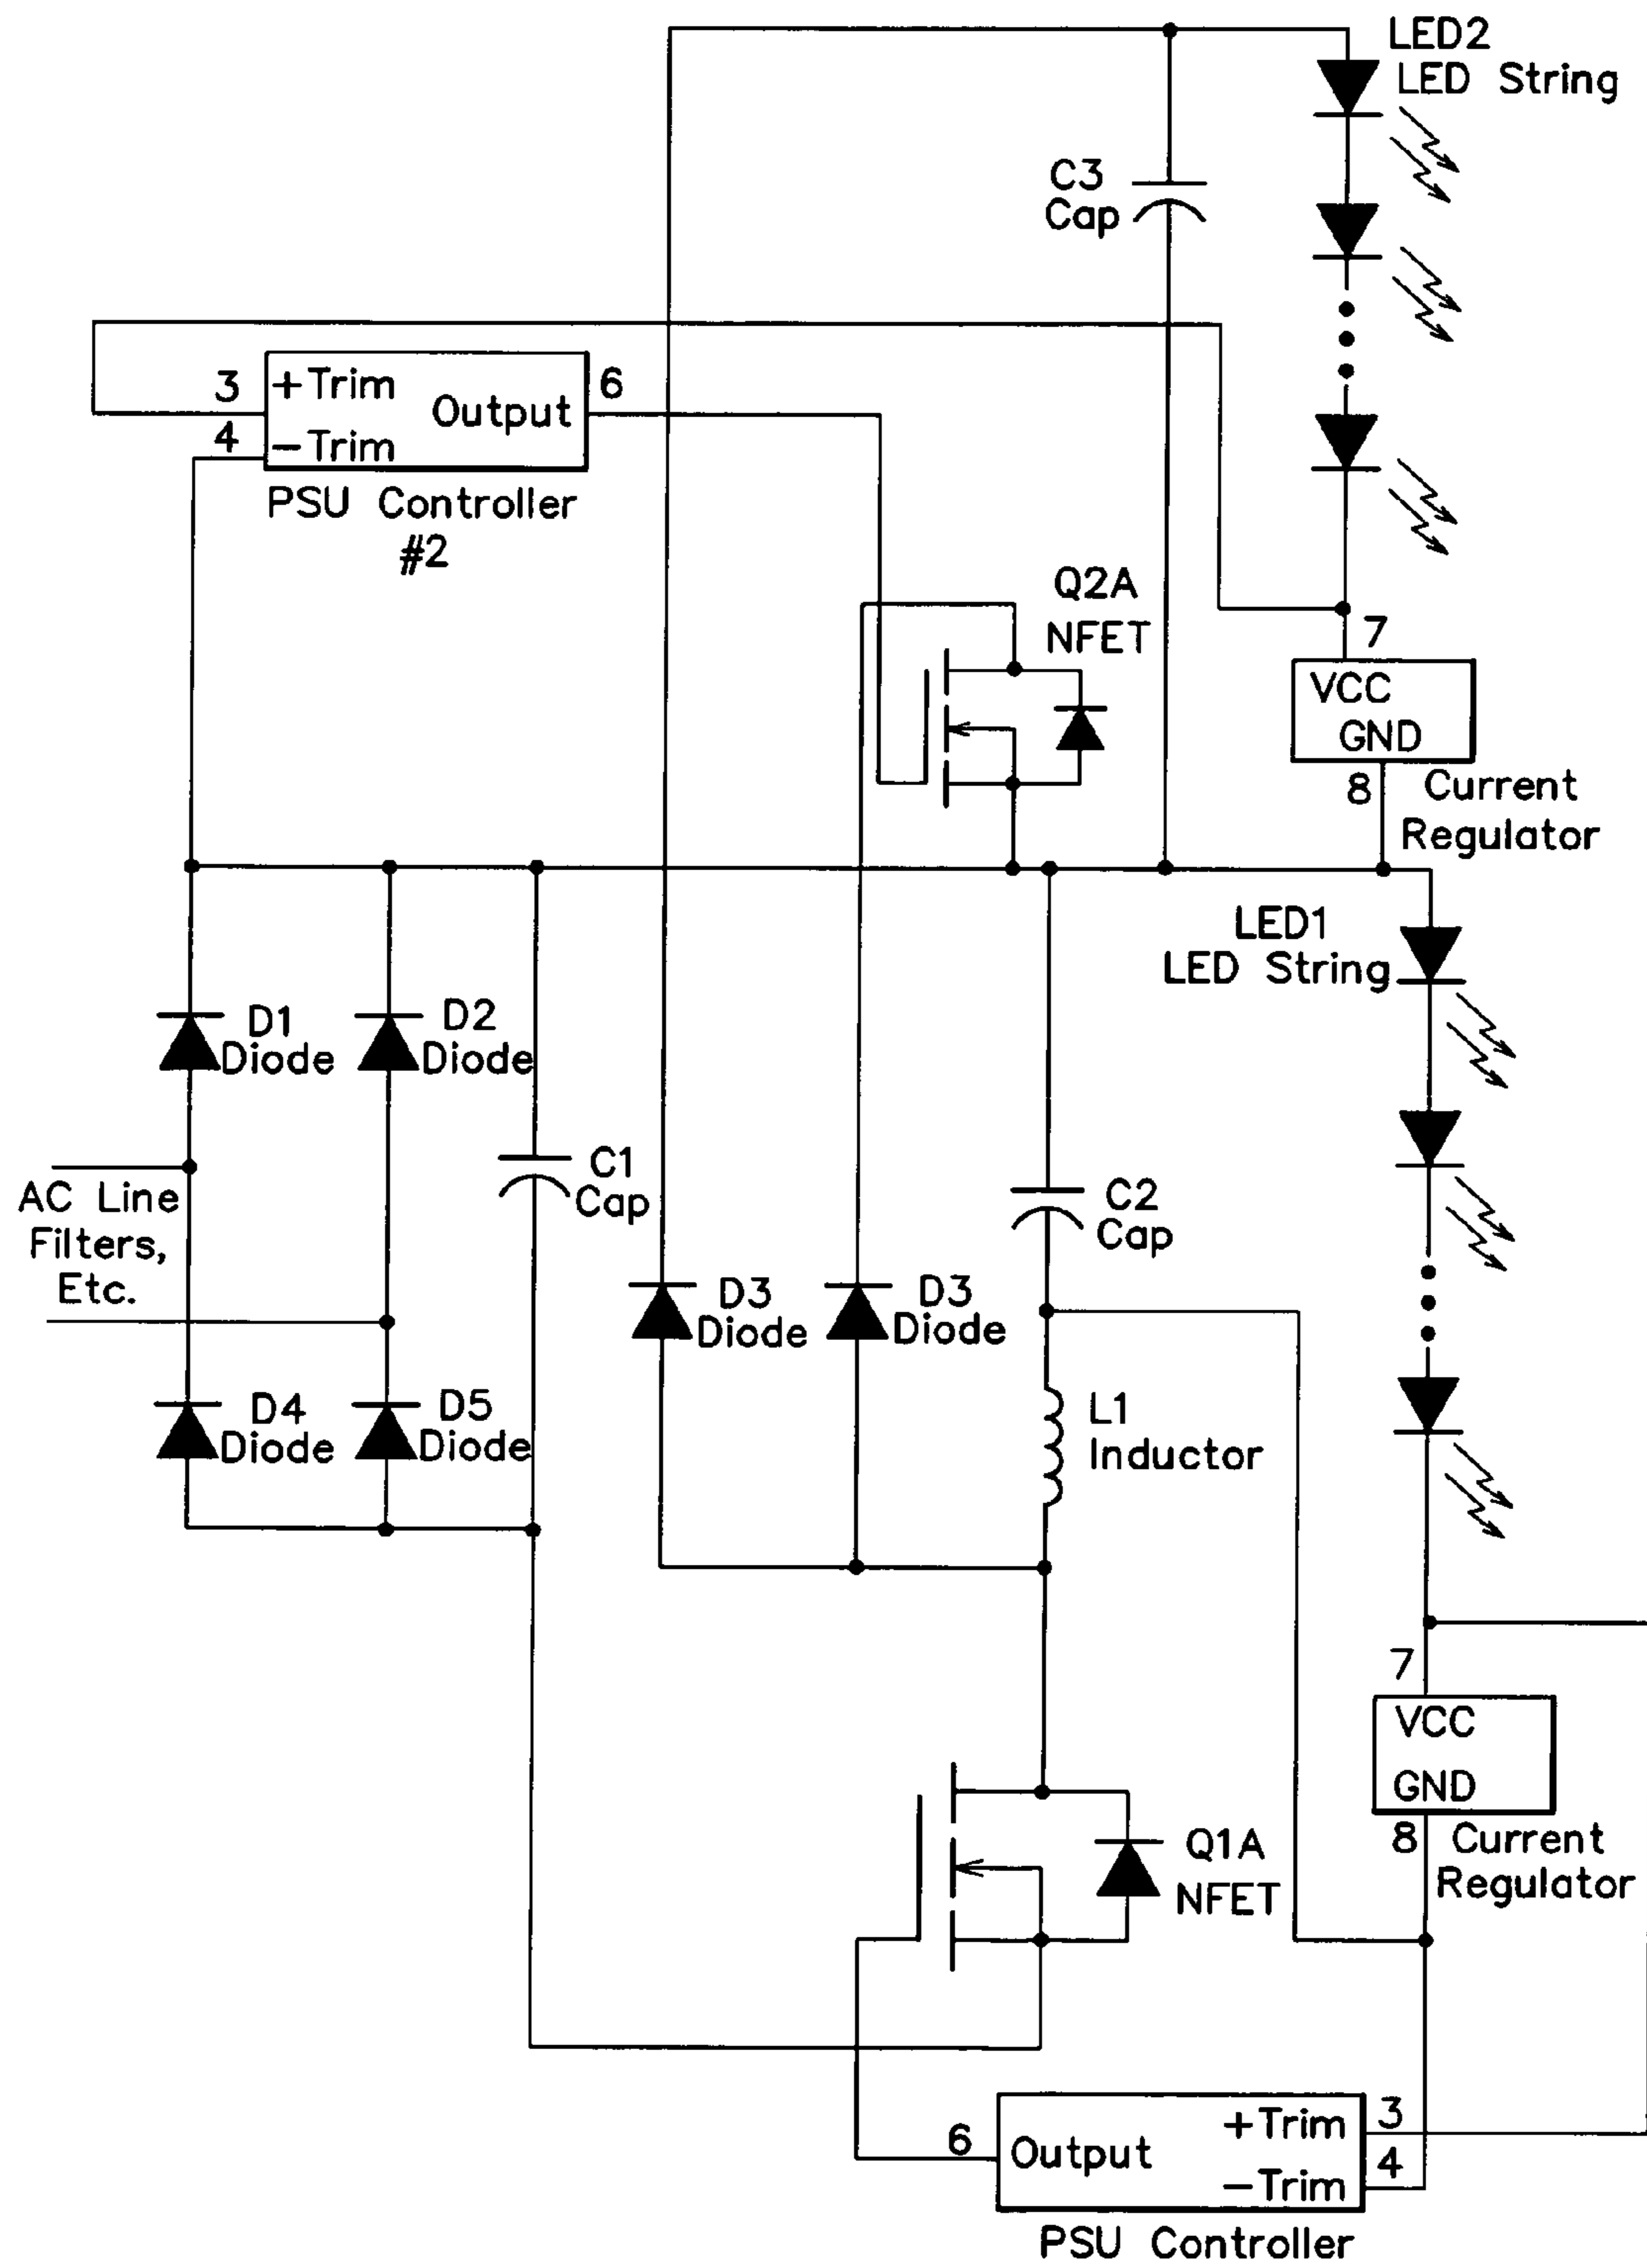 LED2
LED String
C3
Cap
3
+Trim
6
Output
4
-Trim
PSU Controller
#2
Q2A
NFET
7
VCC
GND
8
Current
Regulator
LED1
LED String
D1
Diode
D2
Diode
AC Line
Filters,
Etc.
C1
Cap
C2
Cap
D3
Diode
D3
Diode
D4
Diode
D5
Diode
L1
Inductor
7
VCC
GND
8
Current
Regulator
Q1A
NFET
6
Output
+Trim
3
-Trim
4
PSU Controller